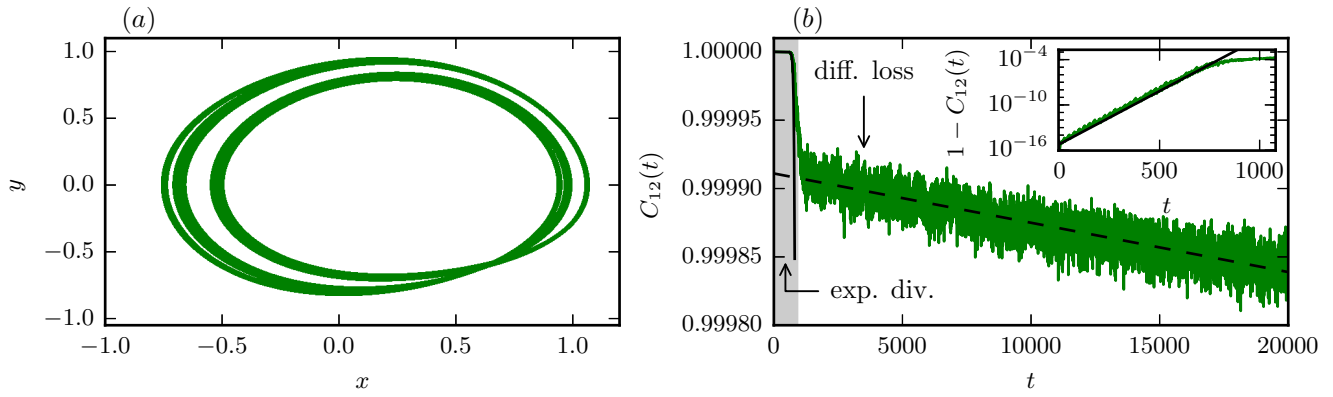 (a)
1.0
0.5
0.0
−0.5
−1.0
y
−1.0 −0.5 0.0 0.5 1.0
x
(b)
1.00000
0.99995
0.99990
0.99985
0.99980
C₁₂(t)
diff. loss
exp. div.
0 5000 10000 15000 20000
t
10⁻⁴
10⁻¹⁰
10⁻¹⁶
1 − C₁₂(t)
0 500 1000
t